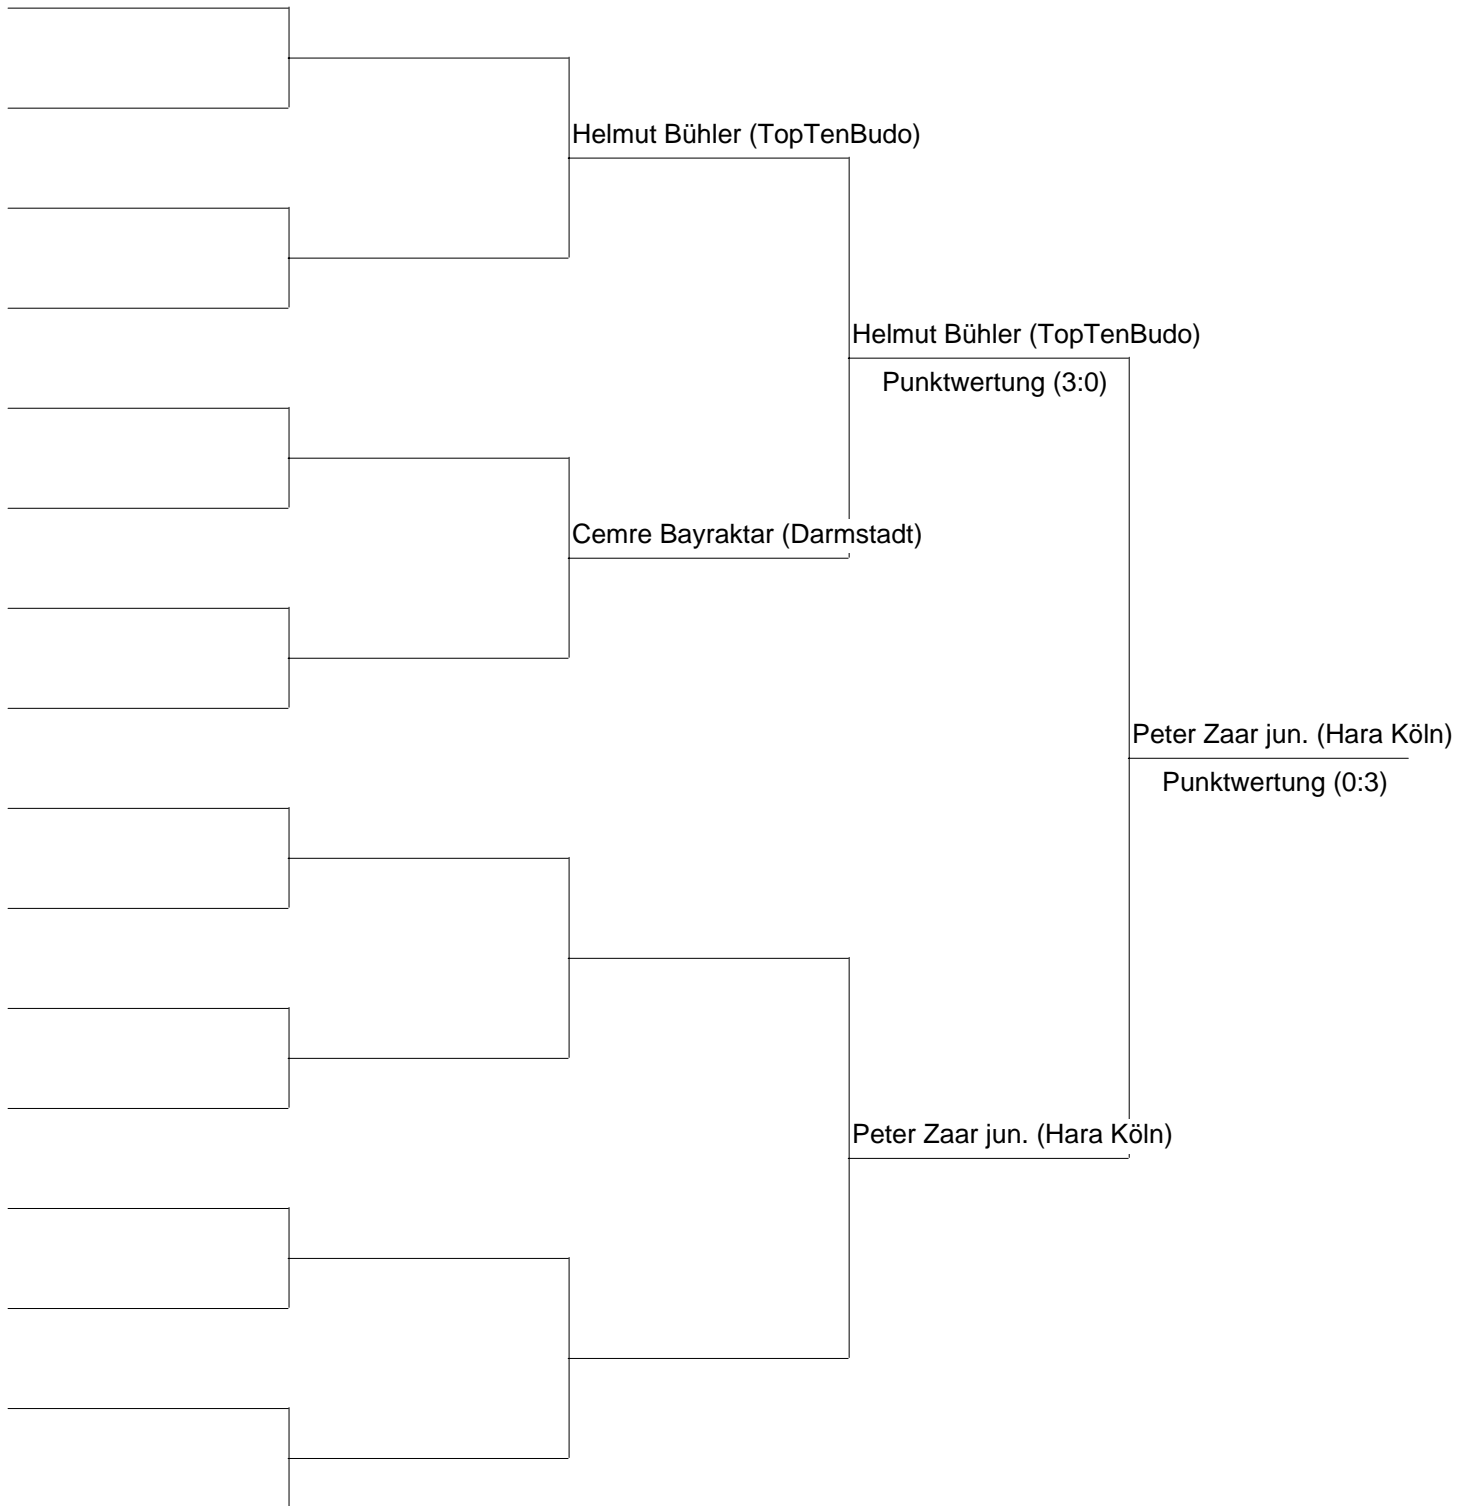 Helmut Bühler (TopTenBudo)
Helmut Bühler (TopTenBudo)
Punktwertung (3:0)
Cemre Bayraktar (Darmstadt)
Peter Zaar jun. (Hara Köln)
Punktwertung (0:3)
Peter Zaar jun. (Hara Köln)